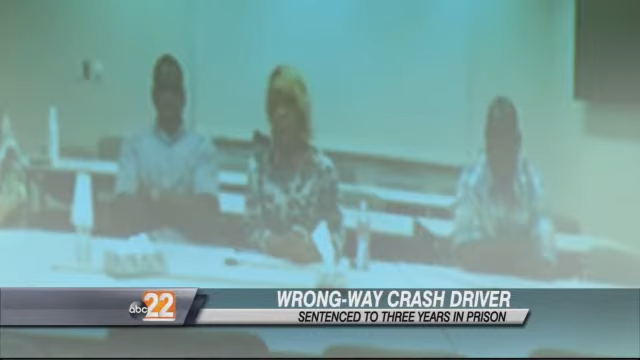 abc 22
WRONG-WAY CRASH DRIVER
SENTENCED TO THREE YEARS IN PRISON